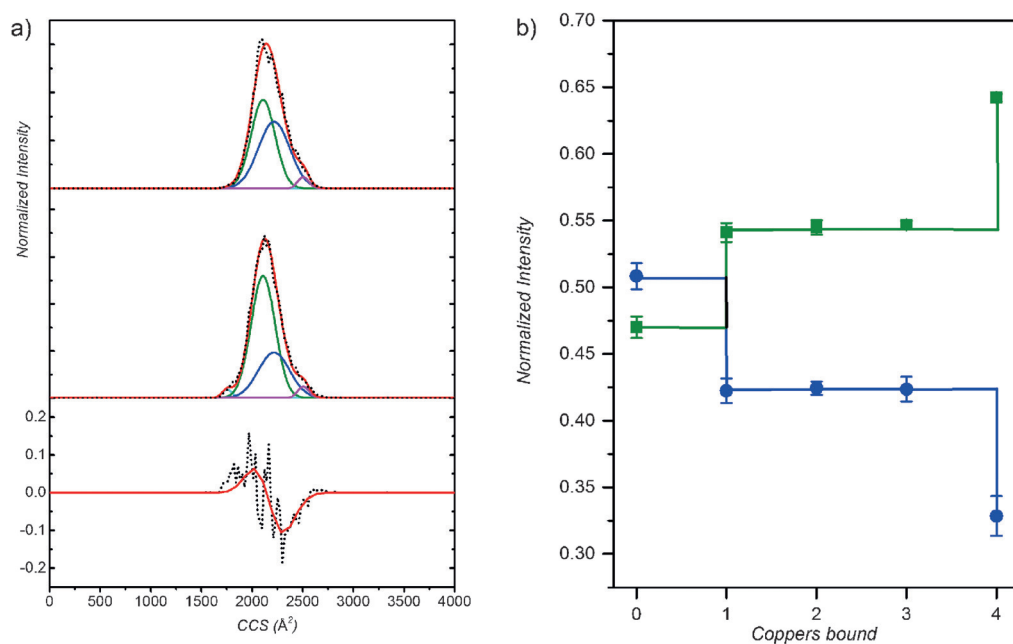 a)
Normalized Intensity
0.2
0.1
0.0
-0.1
-0.2
0 500 1000 1500 2000 2500 3000 3500 4000
CCS (Å²)
b)
Normalized Intensity
0.70
0.65
0.60
0.55
0.50
0.45
0.40
0.35
0.30
0 1 2 3 4
Coppers bound